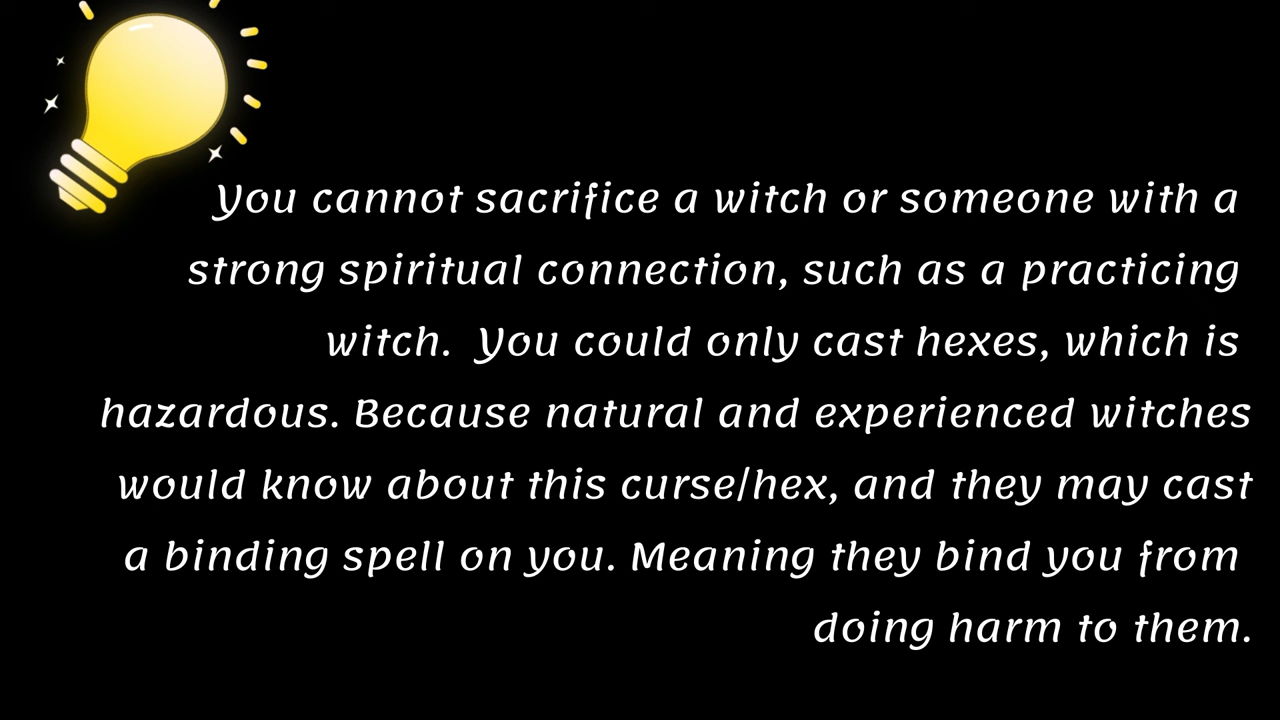 You cannot sacrifice a witch or someone with a
strong spiritual connection, such as a practicing
witch.  You could only cast hexes, which is
hazardous. Because natural and experienced witches
would know about this curse/hex, and they may cast
a binding spell on you. Meaning they bind you from
doing harm to them.